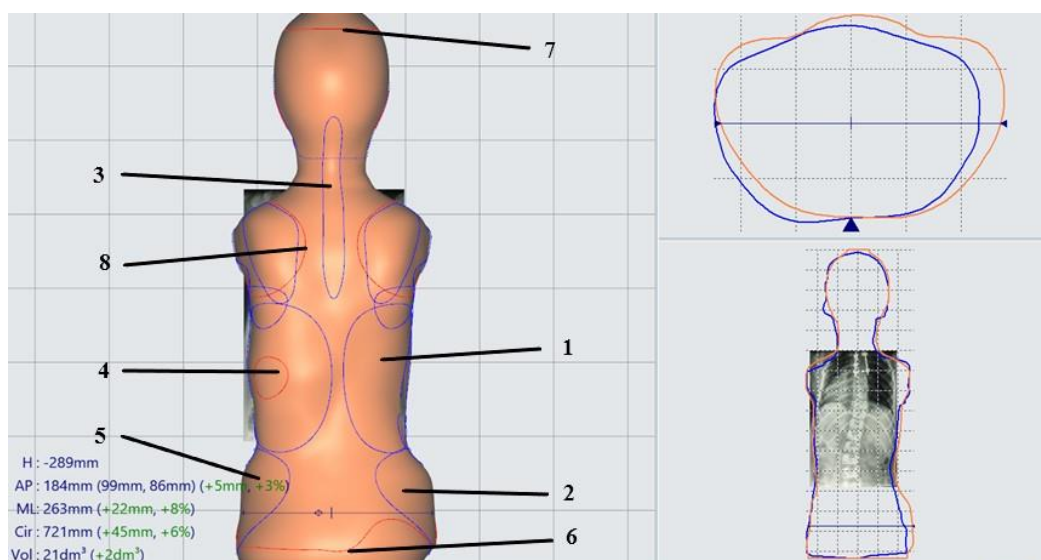 7
3
8
1
4
5
H : -289mm
AP : 184mm (99mm, 86mm) (+5mm, +3%)
2
ML: 263mm (+22mm, +8%)
Cir : 721mm (+45mm, +6%)
6
Vol : 21dm³ (+2dm³)